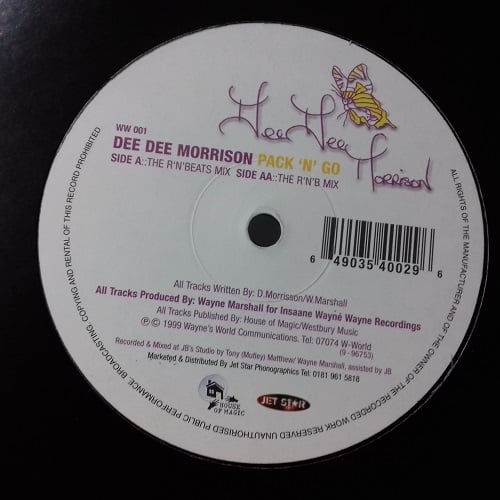 Dee Dee Morrison
WW 001
DEE DEE MORRISON PACK 'N' GO
SIDE A::THE R'N'BEATS MIX SIDE AA::THE R'N'B MIX
6 49035 40029 6
All Tracks Written By: D.Morrisson/W.Marshall
All Tracks Produced By: Wayne Marshall for Insaane Wayne Wayne Recordings
All Tracks Published By: House of Magic/Westbury Music
℗ © 1999 Wayne's World Communications. Tel: 07074 W-World
(9 - 96753)
Recorded & Mixed at JB's Studio by Tony (Mutley) Matthew/ Wayne Marshall, assisted by JB
Marketed & Distributed By Jet Star Phonographics Tel: 0181 961 5818
HOUSE
OF MAGIC
JET STAR
ALL RIGHTS OF THE MANUFACTURER AND OF THE OWNER OF THE RECORDED WORK RESERVED UNAUTHORISED PUBLIC PERFORMANCE, BROADCASTING, COPYING AND RENTAL OF THIS RECORD PROHIBITED